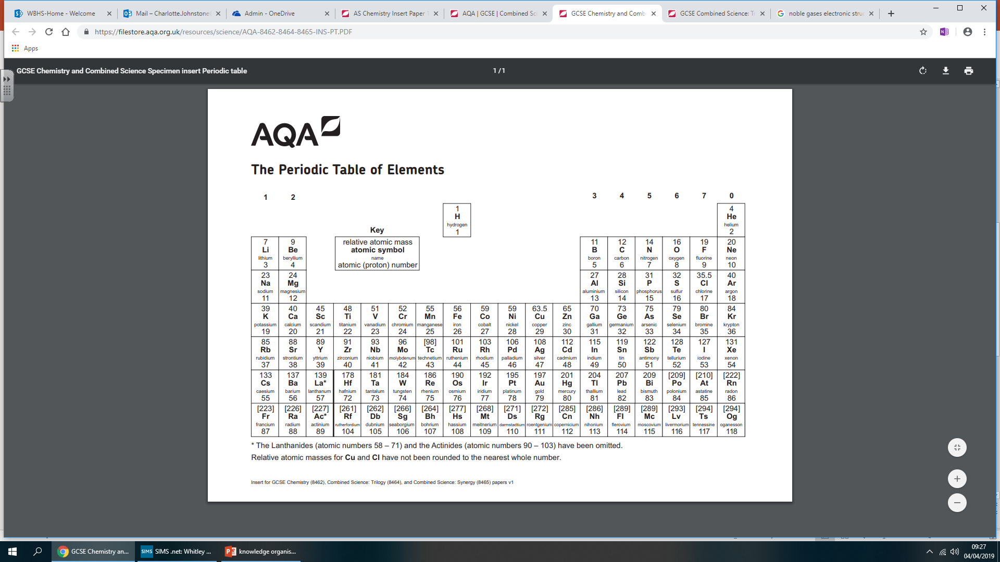 WBHS-Home - Welcome
Mail – Charlotte.Johnstone
Admin - OneDrive
AS Chemistry Insert Paper
AQA | GCSE | Combined Sc
GCSE Chemistry and Comb
GCSE Combined Science: T
noble gases electronic stru
https://filestore.aqa.org.uk/resources/science/AQA-8462-8464-8465-INS-PT.PDF
Apps
GCSE Chemistry and Combined Science Specimen insert Periodic table
1 / 1
AQA
The Periodic Table of Elements
1 2 3 4 5 6 7 0
1 4
H He
hydrogen helium
1 2
Key
relative atomic mass
atomic symbol
name
atomic (proton) number
7 9 11 12 14 16 19 20
Li Be B C N O F Ne
lithium beryllium boron carbon nitrogen oxygen fluorine neon
3 4 5 6 7 8 9 10
23 24 27 28 31 32 35.5 40
Na Mg Al Si P S Cl Ar
sodium magnesium aluminium silicon phosphorus sulfur chlorine argon
11 12 13 14 15 16 17 18
39 40 45 48 51 52 55 56 59 59 63.5 65 70 73 75 79 80 84
K Ca Sc Ti V Cr Mn Fe Co Ni Cu Zn Ga Ge As Se Br Kr
potassium calcium scandium titanium vanadium chromium manganese iron cobalt nickel copper zinc gallium germanium arsenic selenium bromine krypton
19 20 21 22 23 24 25 26 27 28 29 30 31 32 33 34 35 36
85 88 89 91 93 96 [98] 101 103 106 108 112 115 119 122 128 127 131
Rb Sr Y Zr Nb Mo Tc Ru Rh Pd Ag Cd In Sn Sb Te I Xe
rubidium strontium yttrium zirconium niobium molybdenum technetium ruthenium rhodium palladium silver cadmium indium tin antimony tellurium iodine xenon
37 38 39 40 41 42 43 44 45 46 47 48 49 50 51 52 53 54
133 137 139 178 181 184 186 190 192 195 197 201 204 207 209 [209] [210] [222]
Cs Ba La* Hf Ta W Re Os Ir Pt Au Hg Tl Pb Bi Po At Rn
caesium barium lanthanum hafnium tantalum tungsten rhenium osmium iridium platinum gold mercury thallium lead bismuth polonium astatine radon
55 56 57 72 73 74 75 76 77 78 79 80 81 82 83 84 85 86
[223] [226] [227] [261] [262] [266] [264] [277] [268] [271] [272] [285] [286] [289] [289] [293] [294] [294]
Fr Ra Ac* Rf Db Sg Bh Hs Mt Ds Rg Cn Nh Fl Mc Lv Ts Og
francium radium actinium rutherfordium dubnium seaborgium bohrium hassium meitnerium darmstadtium roentgenium copernicium nihonium flerovium moscovium livermorium tennessine oganesson
87 88 89 104 105 106 107 108 109 110 111 112 113 114 115 116 117 118
* The Lanthanides (atomic numbers 58 – 71) and the Actinides (atomic numbers 90 – 103) have been omitted.
Relative atomic masses for Cu and Cl have not been rounded to the nearest whole number.
Insert for GCSE Chemistry (8462), Combined Science: Trilogy (8464), and Combined Science: Synergy (8465) papers v1
GCSE Chemistry an...
SIMS
SIMS .net: Whitley ...
knowledge organis...
09:27
04/04/2019